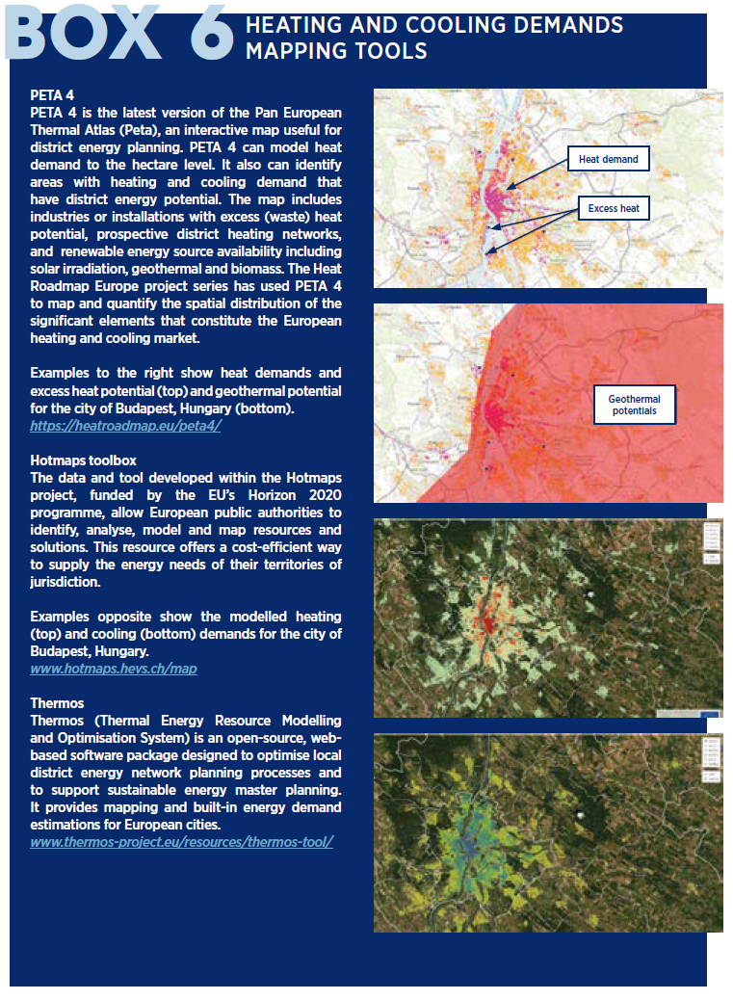 BOX 6
HEATING AND COOLING DEMANDS
MAPPING TOOLS
PETA 4
PETA 4 is the latest version of the Pan European
Thermal Atlas (Peta), an interactive map useful for
district energy planning. PETA 4 can model heat
demand to the hectare level. It also can identify
areas with heating and cooling demand that
have district energy potential. The map includes
industries or installations with excess (waste) heat
potential, prospective district heating networks,
and renewable energy source availability including
solar irradiation, geothermal and biomass. The Heat
Roadmap Europe project series has used PETA 4
to map and quantify the spatial distribution of the
significant elements that constitute the European
heating and cooling market.
Examples to the right show heat demands and
excess heat potential (top) and geothermal potential
for the city of Budapest, Hungary (bottom).
https://heatroadmap.eu/peta4/
Hotmaps toolbox
The data and tool developed within the Hotmaps
project, funded by the EU's Horizon 2020
programme, allow European public authorities to
identify, analyse, model and map resources and
solutions. This resource offers a cost-efficient way
to supply the energy needs of their territories of
jurisdiction.
Examples opposite show the modelled heating
(top) and cooling (bottom) demands for the city of
Budapest, Hungary.
www.hotmaps.hevs.ch/map
Thermos
Thermos (Thermal Energy Resource Modelling
and Optimisation System) is an open-source, web-
based software package designed to optimise local
district energy network planning processes and
to support sustainable energy master planning.
It provides mapping and built-in energy demand
estimations for European cities.
www.thermos-project.eu/resources/thermos-tool/
Heat demand
Excess heat
Geothermal
potentials